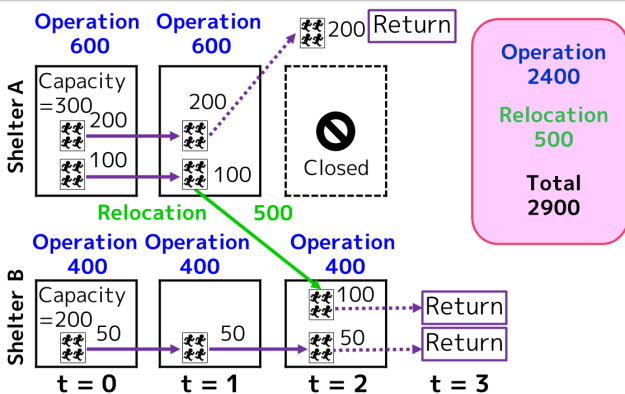 Operation
600
Operation
600
200
Return
Shelter A
Capacity
=300
200
100
200
100
Closed
Relocation
500
Operation
400
Operation
400
Operation
400
Shelter B
Capacity
=200
50
50
100
50
Return
Return
t = 0
t = 1
t = 2
t = 3
Operation
2400
Relocation
500
Total
2900